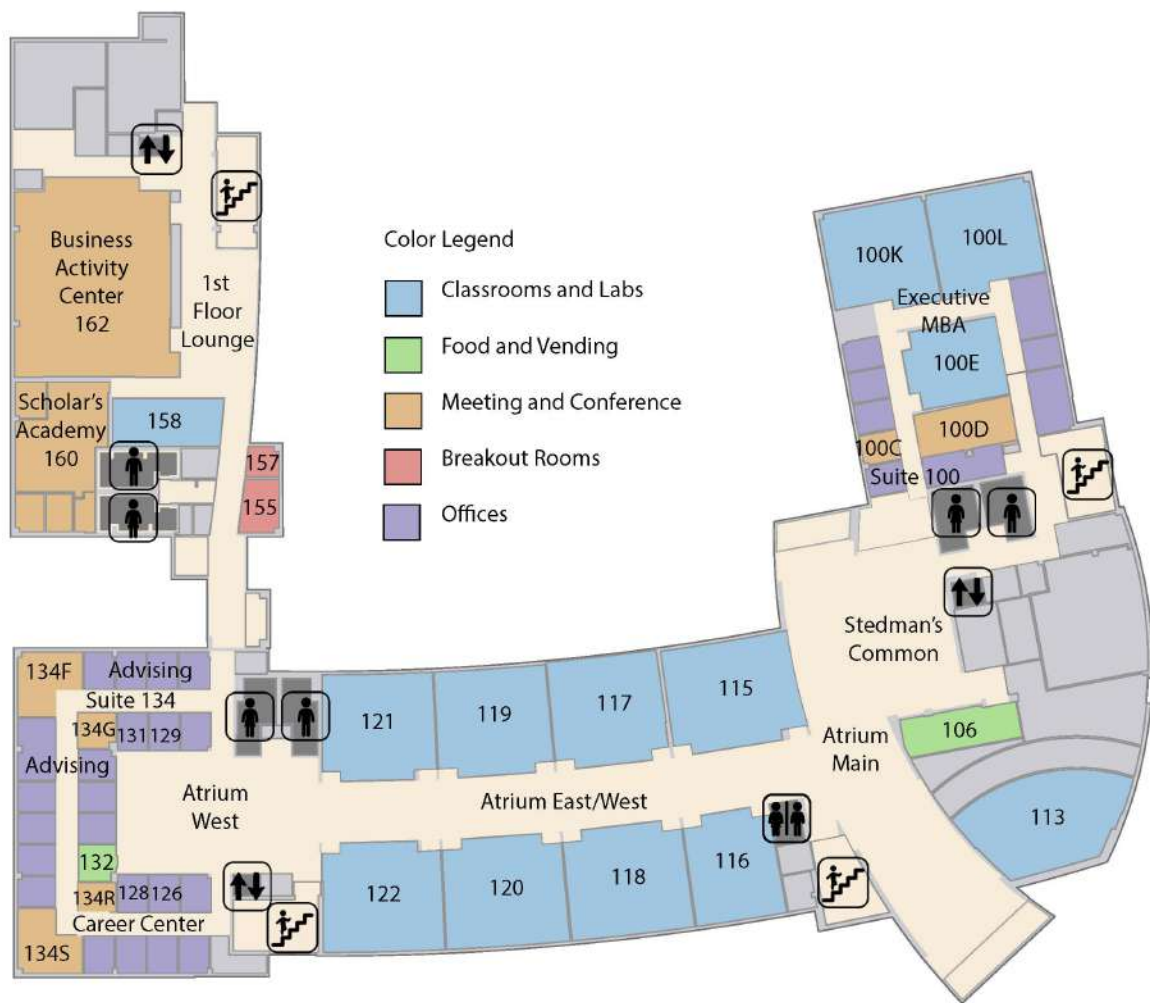 Business
Activity
Center
162
1st
Floor
Lounge
Scholar's
Academy
160
158
157
155
Color Legend
Classrooms and Labs
Food and Vending
Meeting and Conference
Breakout Rooms
Offices
100K
100L
Executive
MBA
100E
100C
100D
Suite 100
Stedman's
Common
106
Atrium
Main
113
134F
Advising
Suite 134
134G
131
129
Advising
Atrium
West
132
134R
128
126
Career Center
134S
121
119
117
115
Atrium East/West
122
120
118
116